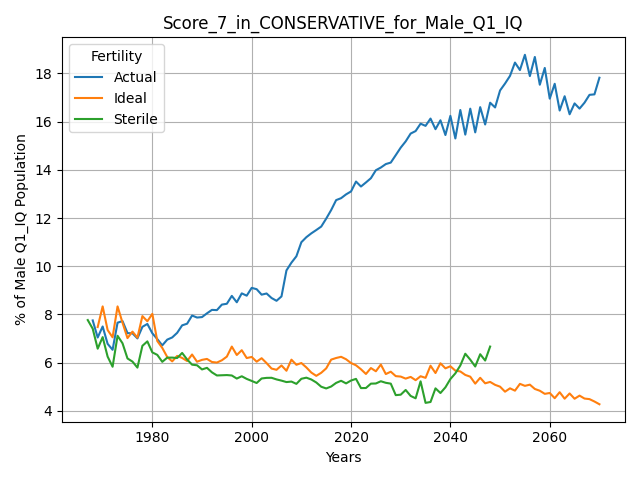 Score_7_in_CONSERVATIVE_for_Male_Q1_IQ
Fertility
Actual
Ideal
Sterile
% of Male Q1_IQ Population
18
16
14
12
10
8
6
4
1980
2000
2020
2040
2060
Years